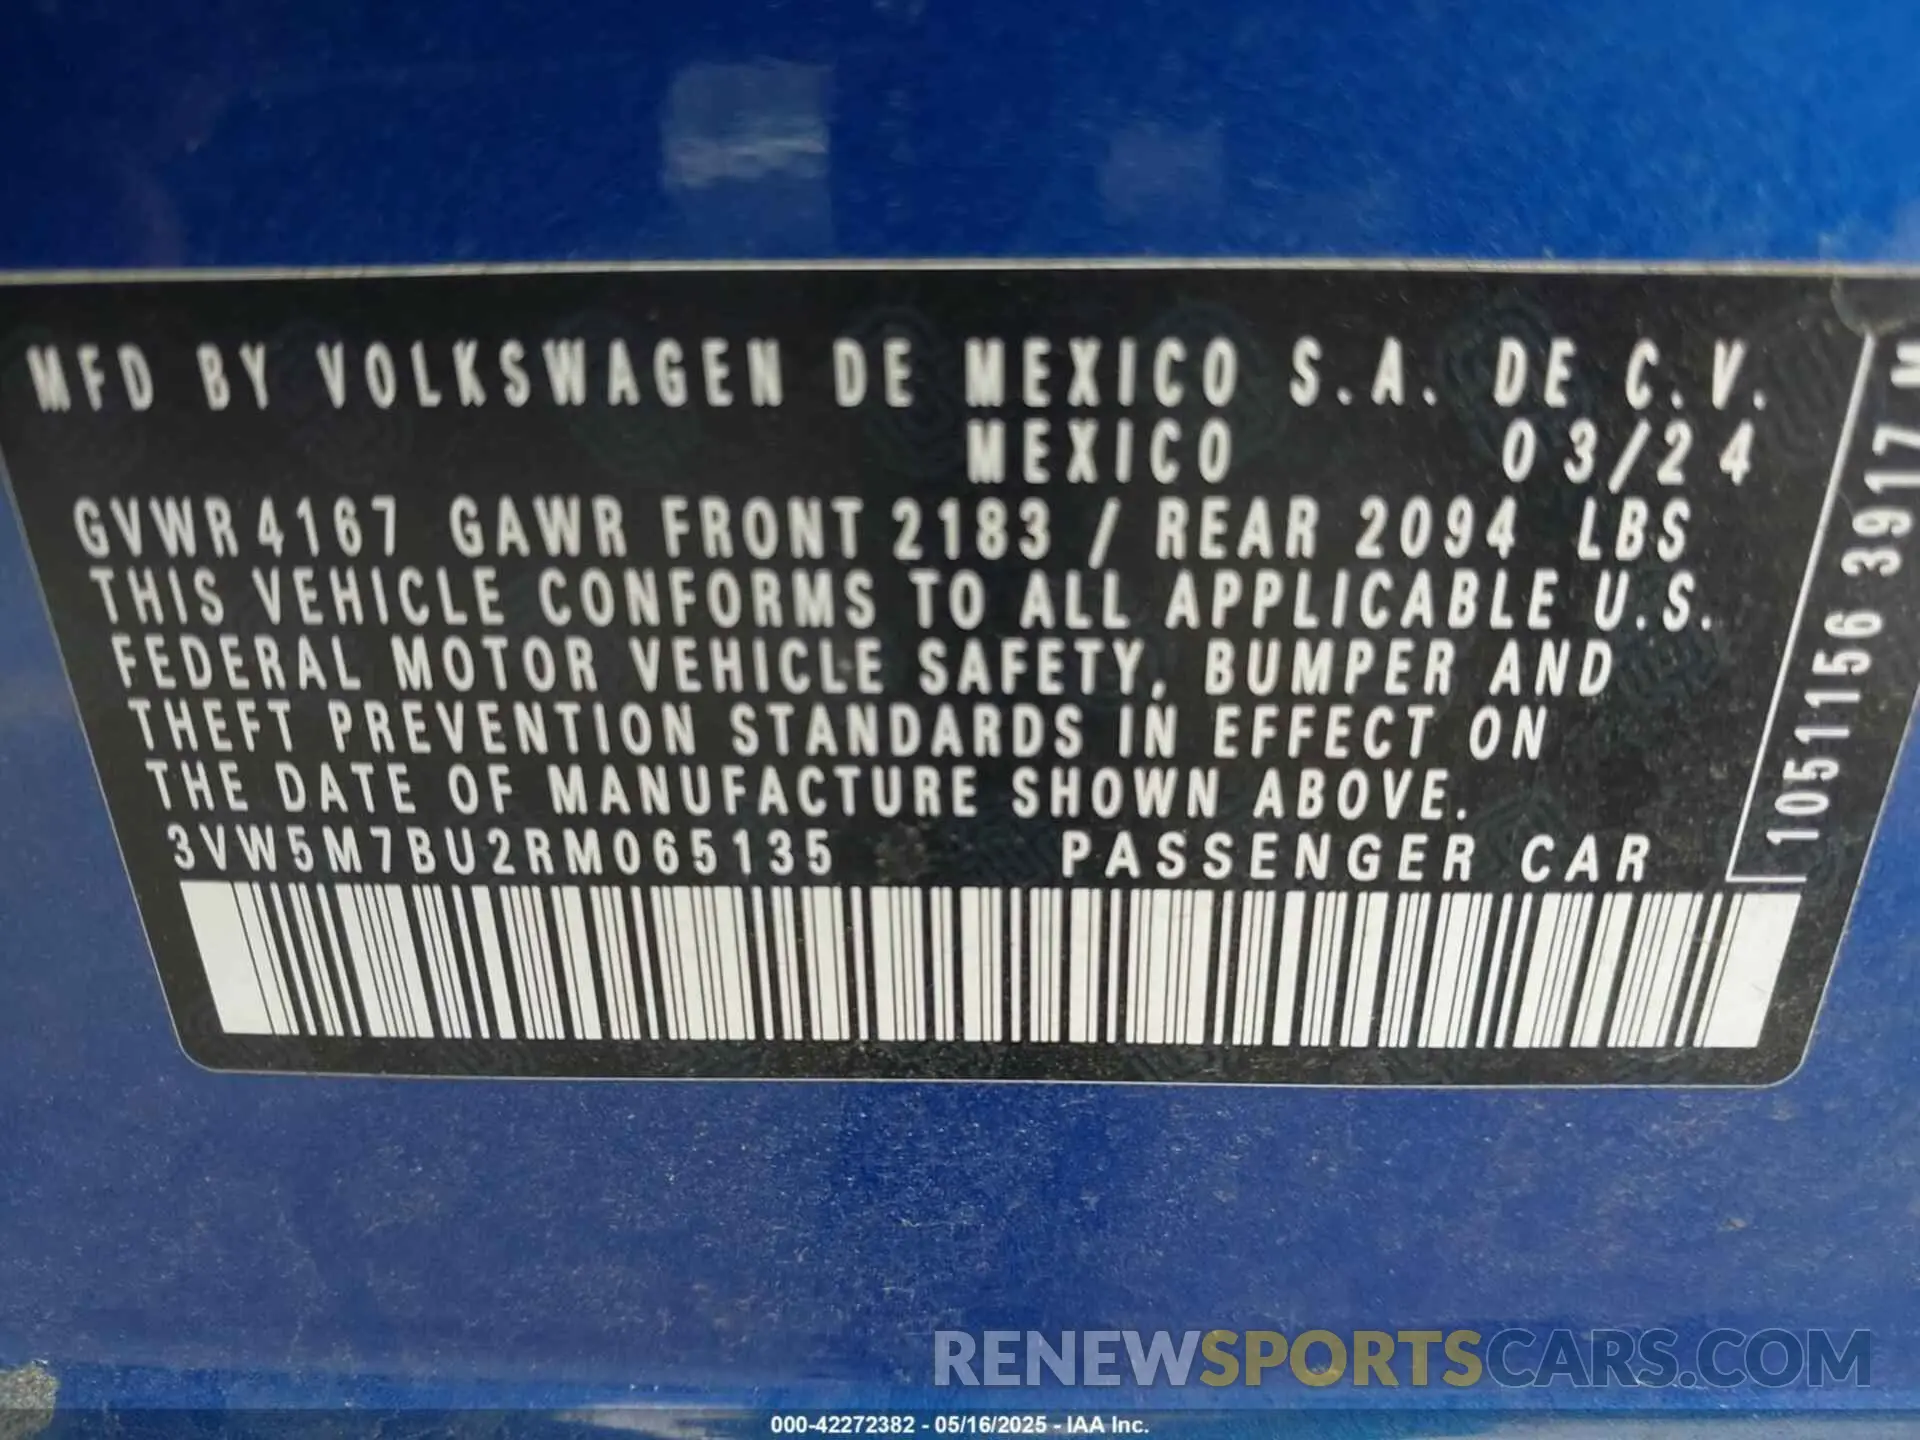 MFD BY VOLKSWAGEN DE MEXICO S.A. DE C.V.
MEXICO 03/24
GVWR 4167 GAWR FRONT 2183 / REAR 2094 LBS
THIS VEHICLE CONFORMS TO ALL APPLICABLE U.S.
FEDERAL MOTOR VEHICLE SAFETY, BUMPER AND
THEFT PREVENTION STANDARDS IN EFFECT ON
THE DATE OF MANUFACTURE SHOWN ABOVE.
3VW5M7BU2RM065135 PASSENGER CAR
1051156 3917
RENEWSPORTSCARS.COM
000-42272382 - 05/16/2025 - IAA Inc.